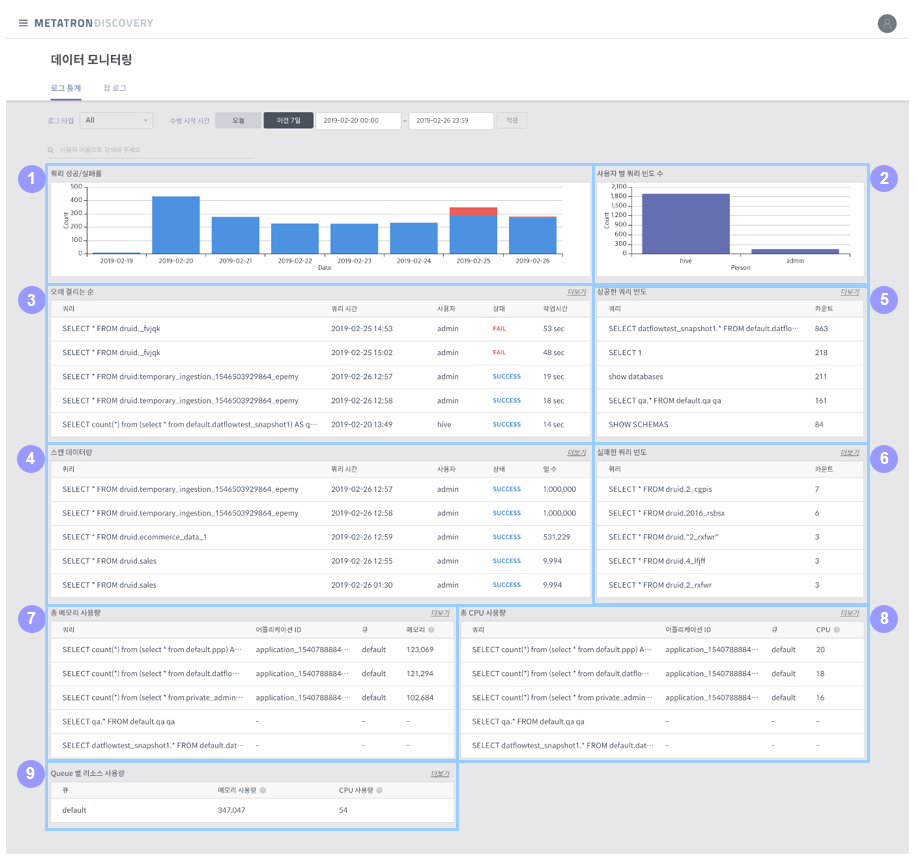 METATRON DISCOVERY
데이터 모니터링
로그 통계 잡 로그
로그 타입 All 수행 시작 시간 오늘 이전 7일 2019-02-20 00:00 - 2019-02-26 23:59 적용
사용자 이름으로 검색해 주세요
1 쿼리 성공/실패율
500
400
300
200
100
0
Count
2019-02-19 2019-02-20 2019-02-21 2019-02-22 2019-02-23 2019-02-24 2019-02-25 2019-02-26
Date
2 사용자 별 쿼리 빈도 수
2,100
1,800
1,500
1,200
900
600
300
0
Count
hive admin
Person
3 오래 걸리는 순 더보기
쿼리 쿼리 시간 사용자 상태 작업시간
SELECT * FROM druid._fvjqk 2019-02-25 14:53 admin FAIL 53 sec
SELECT * FROM druid._fvjqk 2019-02-25 15:02 admin FAIL 48 sec
SELECT * FROM druid.temporary_ingestion_1546503929864_epemy 2019-02-26 12:57 admin SUCCESS 19 sec
SELECT * FROM druid.temporary_ingestion_1546503929864_epemy 2019-02-26 12:58 admin SUCCESS 18 sec
SELECT count(*) from (select * from default.datflowtest_snapshot1) AS q··· 2019-02-20 13:49 hive SUCCESS 14 sec
5 성공한 쿼리 빈도 더보기
쿼리 카운트
SELECT datflowtest_snapshot1.* FROM default.datflo··· 863
SELECT 1 218
show databases 211
SELECT qa.* FROM default.qa qa 161
SHOW SCHEMAS 84
4 스캔 데이터량 더보기
쿼리 쿼리 시간 사용자 상태 열 수
SELECT * FROM druid.temporary_ingestion_1546503929864_epemy 2019-02-26 12:57 admin SUCCESS 1,000,000
SELECT * FROM druid.temporary_ingestion_1546503929864_epemy 2019-02-26 12:58 admin SUCCESS 1,000,000
SELECT * FROM druid.ecommerce_data_1 2019-02-26 12:59 admin SUCCESS 531,229
SELECT * FROM druid.sales 2019-02-26 12:55 admin SUCCESS 9,994
SELECT * FROM druid.sales 2019-02-26 01:30 admin SUCCESS 9,994
6 실패한 쿼리 빈도 더보기
쿼리 카운트
SELECT * FROM druid.2_cgpis 7
SELECT * FROM druid.2016_rsbsx 6
SELECT * FROM druid."2_rxfwr" 3
SELECT * FROM druid.4_lfjff 3
SELECT * FROM druid.2_rxfwr 3
7 총 메모리 사용량 더보기
쿼리 어플리케이션 ID 큐 메모리
SELECT count(*) from (select * from default.ppp) A··· application_1540788884··· default 123,069
SELECT count(*) from (select * from default.datflo··· application_1540788884··· default 121,294
SELECT count(*) from (select * from private_admin··· application_1540788884··· default 102,684
SELECT qa.* FROM default.qa qa - - -
SELECT datflowtest_snapshot1.* FROM default.dat··· - - -
8 총 CPU 사용량 더보기
쿼리 어플리케이션 ID 큐 CPU
SELECT count(*) from (select * from default.ppp) A··· application_1540788884··· default 20
SELECT count(*) from (select * from default.datflo··· application_1540788884··· default 18
SELECT count(*) from (select * from private_admin··· application_1540788884··· default 16
SELECT qa.* FROM default.qa qa - - -
SELECT datflowtest_snapshot1.* FROM default.dat··· - - -
9 Queue 별 리소스 사용량 더보기
큐 메모리 사용량 CPU 사용량
default 347,047 54